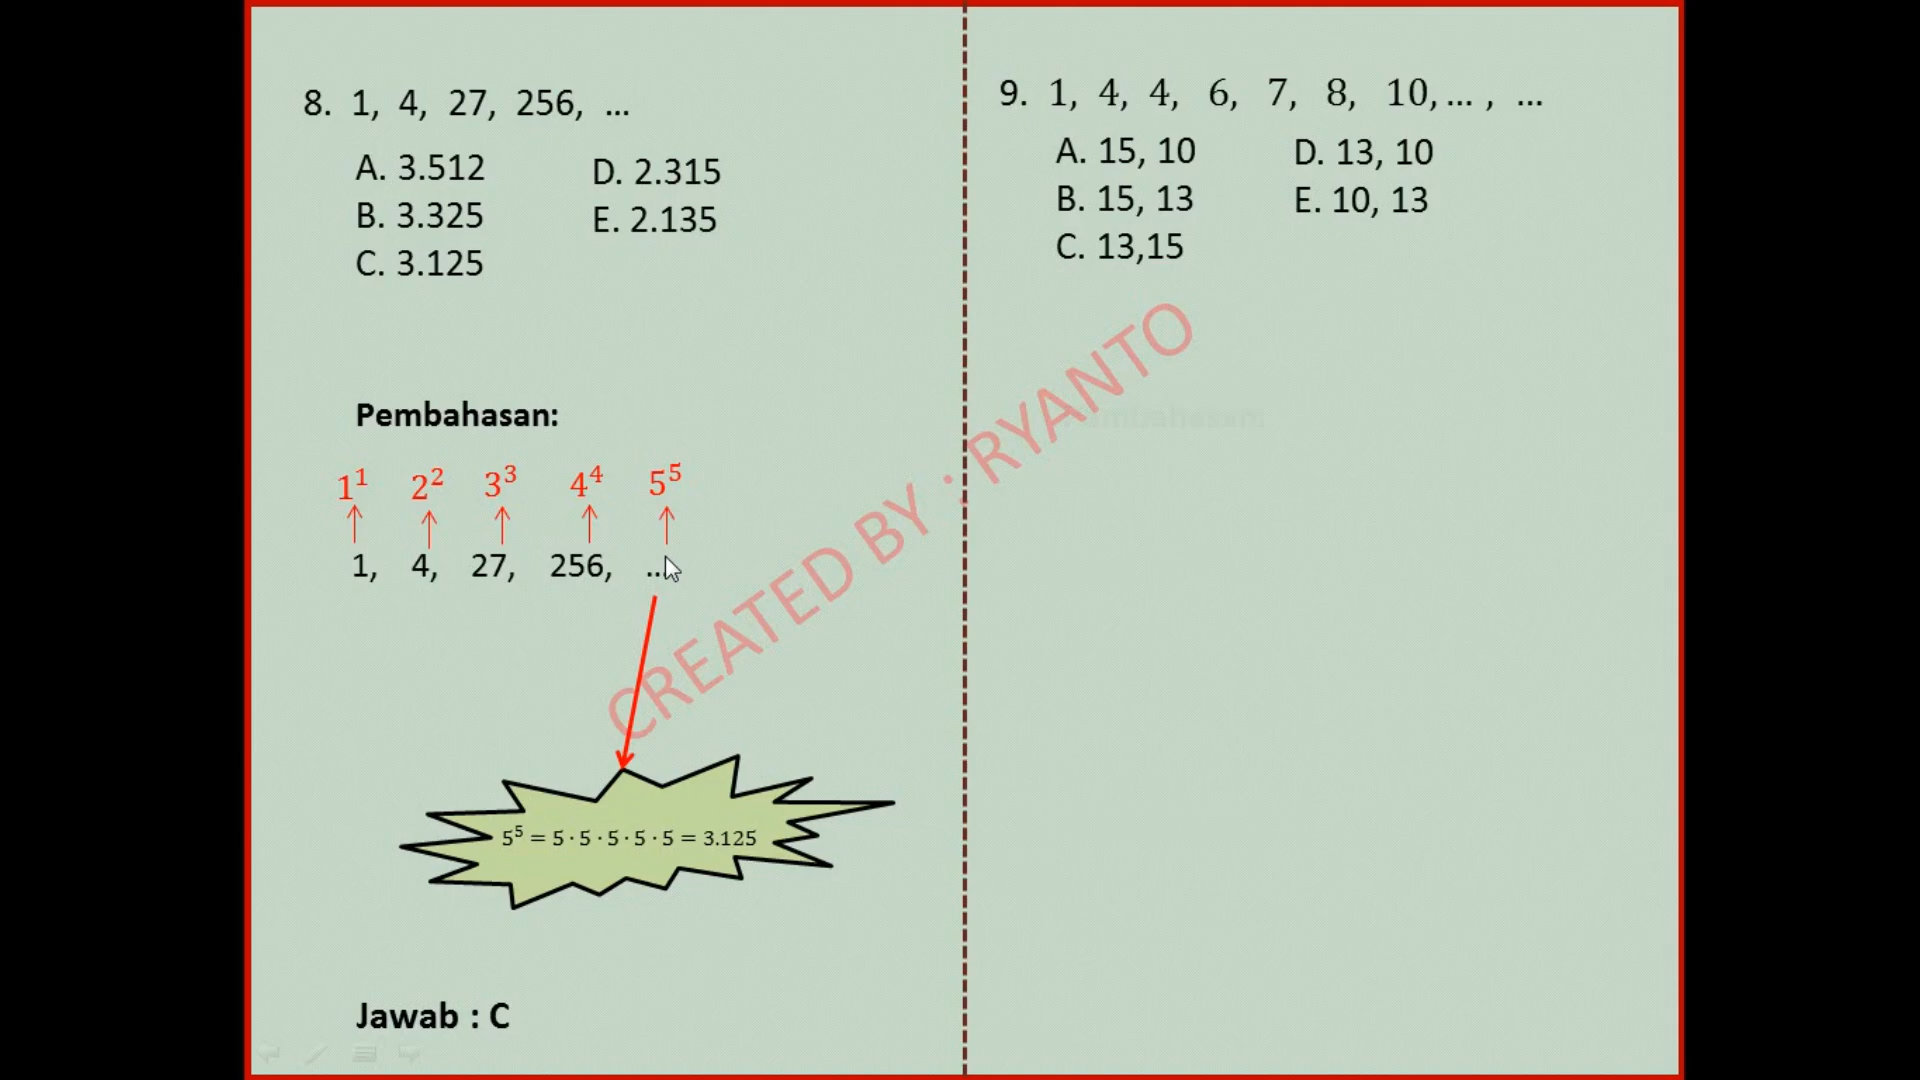 8. 1, 4, 27, 256, ...
A. 3.512
B. 3.325
C. 3.125
D. 2.315
E. 2.135
Pembahasan:
1¹ 2² 3³ 4⁴ 5⁵
1, 4, 27, 256, ...
5⁵ = 5 · 5 · 5 · 5 · 5 = 3.125
Jawab : C
9. 1, 4, 4, 6, 7, 8, 10, ... , ...
A. 15, 10
B. 15, 13
C. 13,15
D. 13, 10
E. 10, 13
Pembahasan:
CREATED BY : RYANTO